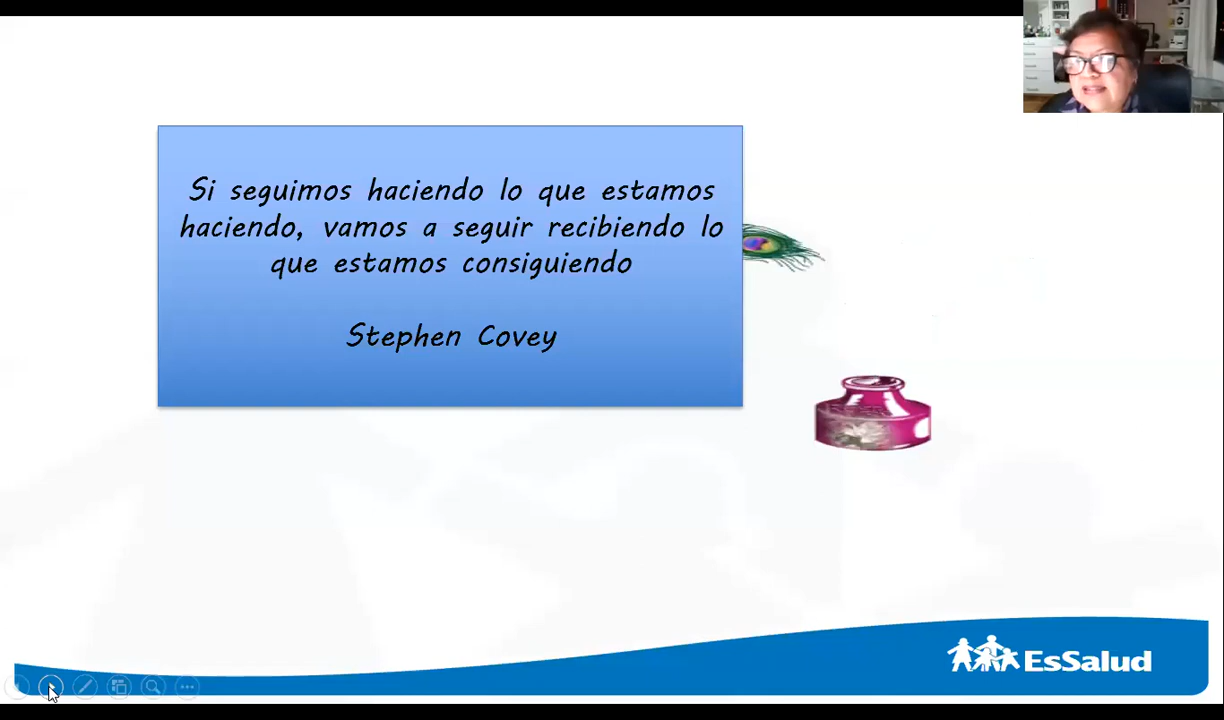 Si seguimos haciendo lo que estamos
haciendo, vamos a seguir recibiendo lo
que estamos consiguiendo
Stephen Covey
EsSalud